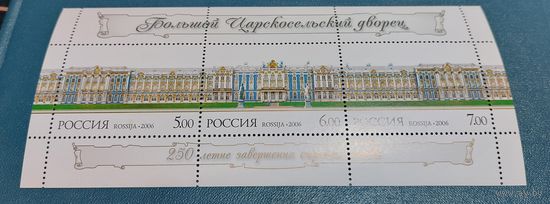 Большой Царскосельский дворец
РОССИЯ ROSSIJA•2006 5.00
РОССИЯ ROSSIJA•2006 6.00
РОССИЯ ROSSIJA•2006 7.00
250-летие завершения